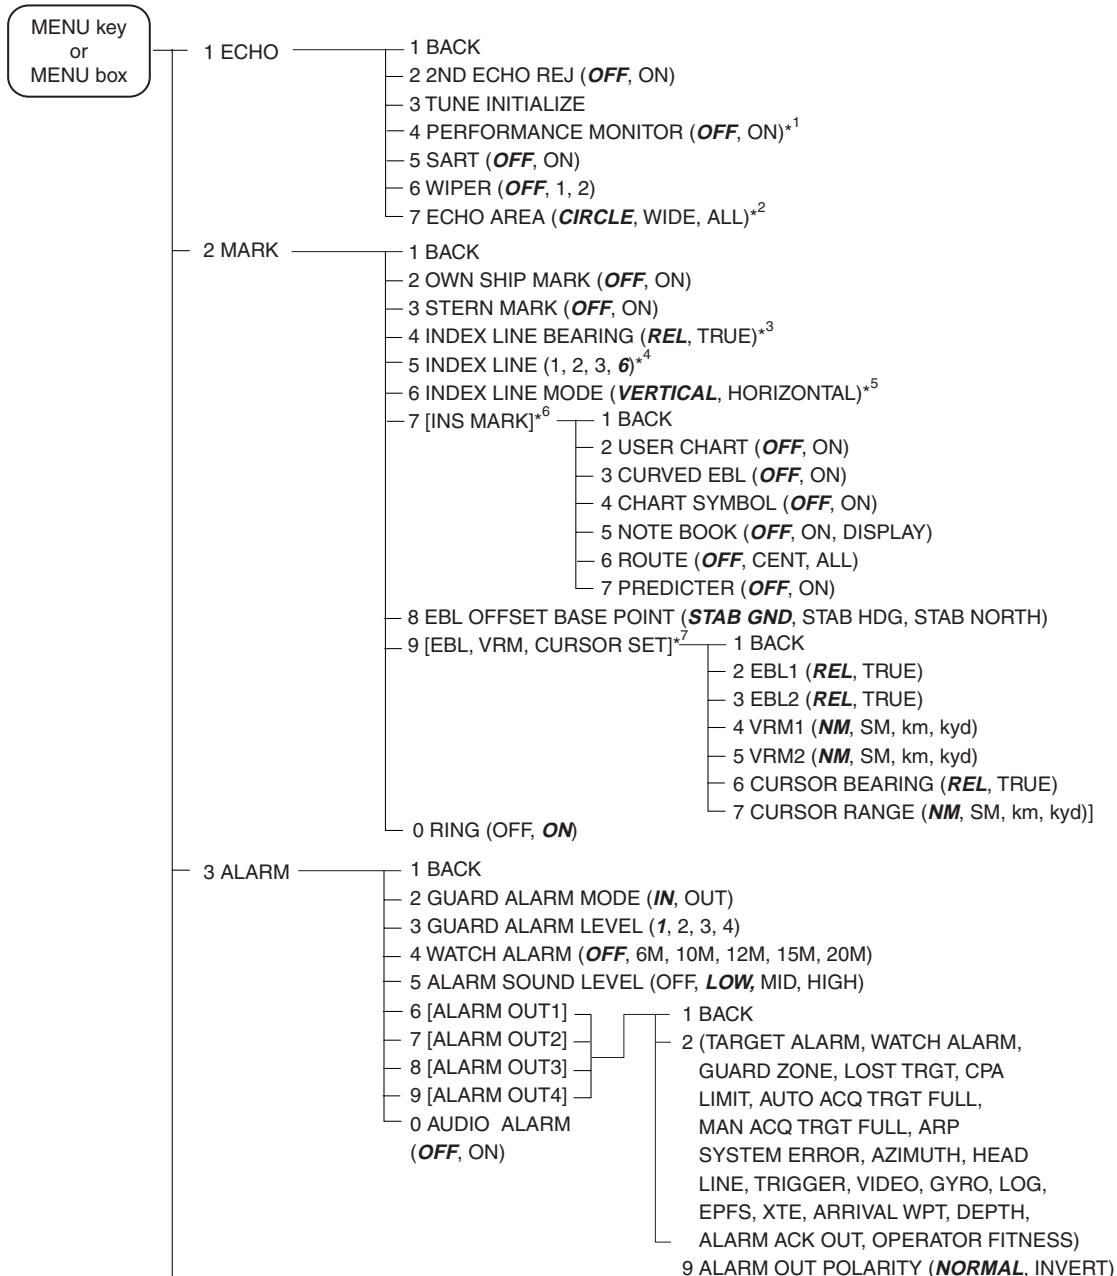 MENU key
or
MENU box
1 ECHO
1 BACK
2 2ND ECHO REJ (OFF, ON)
3 TUNE INITIALIZE
4 PERFORMANCE MONITOR (OFF, ON)*1
5 SART (OFF, ON)
6 WIPER (OFF, 1, 2)
7 ECHO AREA (CIRCLE, WIDE, ALL)*2
2 MARK
1 BACK
2 OWN SHIP MARK (OFF, ON)
3 STERN MARK (OFF, ON)
4 INDEX LINE BEARING (REL, TRUE)*3
5 INDEX LINE (1, 2, 3, 6)*4
6 INDEX LINE MODE (VERTICAL, HORIZONTAL)*5
7 [INS MARK]*6
1 BACK
2 USER CHART (OFF, ON)
3 CURVED EBL (OFF, ON)
4 CHART SYMBOL (OFF, ON)
5 NOTE BOOK (OFF, ON, DISPLAY)
6 ROUTE (OFF, CENT, ALL)
7 PREDICTER (OFF, ON)
8 EBL OFFSET BASE POINT (STAB GND, STAB HDG, STAB NORTH)
9 [EBL, VRM, CURSOR SET]*7
1 BACK
2 EBL1 (REL, TRUE)
3 EBL2 (REL, TRUE)
4 VRM1 (NM, SM, km, kyd)
5 VRM2 (NM, SM, km, kyd)
6 CURSOR BEARING (REL, TRUE)
7 CURSOR RANGE (NM, SM, km, kyd)]
0 RING (OFF, ON)
3 ALARM
1 BACK
2 GUARD ALARM MODE (IN, OUT)
3 GUARD ALARM LEVEL (1, 2, 3, 4)
4 WATCH ALARM (OFF, 6M, 10M, 12M, 15M, 20M)
5 ALARM SOUND LEVEL (OFF, LOW, MID, HIGH)
6 [ALARM OUT1]
7 [ALARM OUT2]
8 [ALARM OUT3]
9 [ALARM OUT4]
0 AUDIO ALARM
(OFF, ON)
1 BACK
2 (TARGET ALARM, WATCH ALARM,
GUARD ZONE, LOST TRGT, CPA
LIMIT, AUTO ACQ TRGT FULL,
MAN ACQ TRGT FULL, ARP
SYSTEM ERROR, AZIMUTH, HEAD
LINE, TRIGGER, VIDEO, GYRO, LOG,
EPFS, XTE, ARRIVAL WPT, DEPTH,
ALARM ACK OUT, OPERATOR FITNESS)
9 ALARM OUT POLARITY (NORMAL, INVERT)